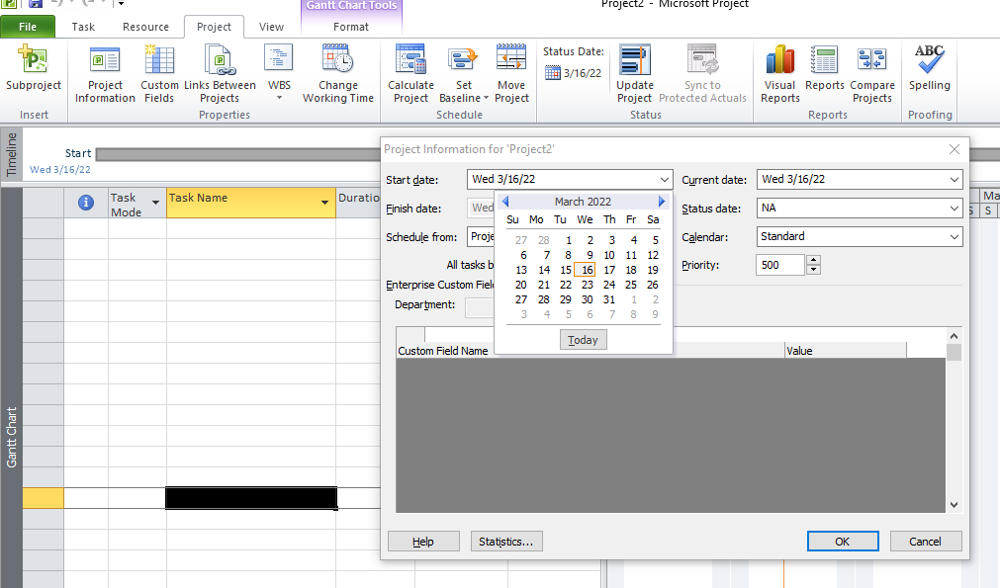 Gantt Chart Tools
Project2 - Microsoft Project
File Task Resource Project View Format
Subproject
Project Information
Custom Fields
Links Between Projects
WBS
Change Working Time
Calculate Project
Set Baseline
Move Project
Status Date:
3/16/22
Update Project
Sync to Protected Actuals
Visual Reports
Reports
Compare Projects
ABC
Spelling
Insert Properties Schedule Status Reports Proofing
Timeline
Start
Wed 3/16/22
Task Mode
Task Name
Duratio
Ma
S S
Gantt Chart
Project Information for 'Project2'
Start date: Wed 3/16/22 Current date: Wed 3/16/22
Finish date: Wed Status date: NA
Schedule from: Proje Calendar: Standard
All tasks b Priority: 500
Enterprise Custom Field
Department:
March 2022
Su Mo Tu We Th Fr Sa
27 28 1 2 3 4 5
6 7 8 9 10 11 12
13 14 15 16 17 18 19
20 21 22 23 24 25 26
27 28 29 30 31 1 2
3 4 5 6 7 8 9
Today
Custom Field Name Value
Help Statistics... OK Cancel